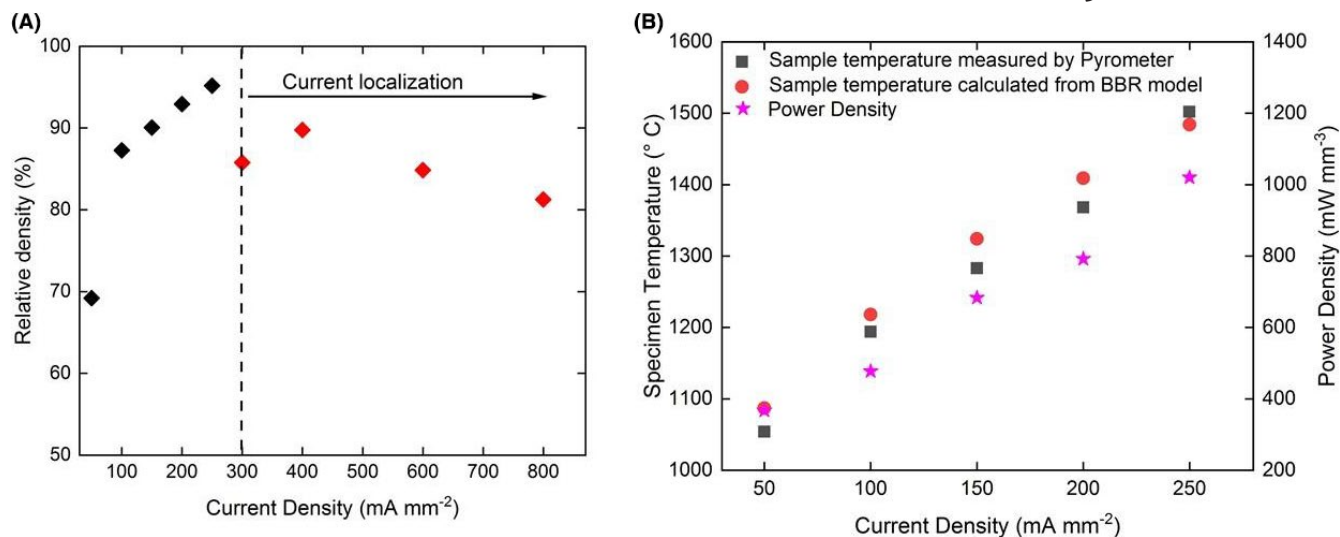 (A)
100
90
80
70
60
50
Relative density (%)
Current localization
100 200 300 400 500 600 700 800
Current Density (mA mm-2)
(B)
1600
1500
1400
1300
1200
1100
1000
Specimen Temperature (° C)
Sample temperature measured by Pyrometer
Sample temperature calculated from BBR model
Power Density
1400
1200
1000
800
600
400
200
Power Density (mW mm-3)
50 100 150 200 250
Current Density (mA mm-2)